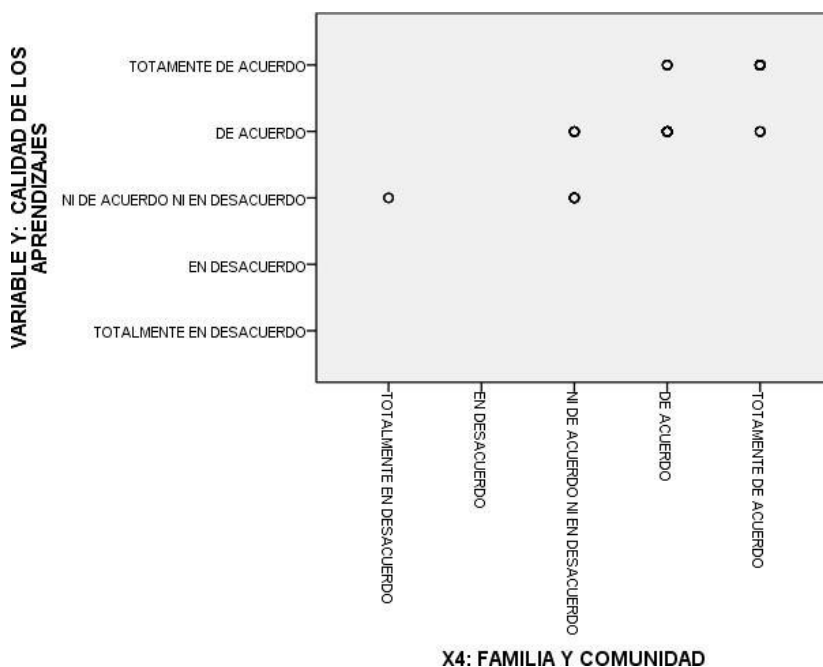 VARIABLE Y: CALIDAD DE LOS
APRENDIZAJES
TOTAMENTE DE ACUERDO
DE ACUERDO
NI DE ACUERDO NI EN DESACUERDO
EN DESACUERDO
TOTALMENTE EN DESACUERDO
TOTALMENTE EN DESACUERDO
EN DESACUERDO
NI DE ACUERDO NI EN DESACUERDO
DE ACUERDO
TOTAMENTE DE ACUERDO
X4: FAMILIA Y COMUNIDAD